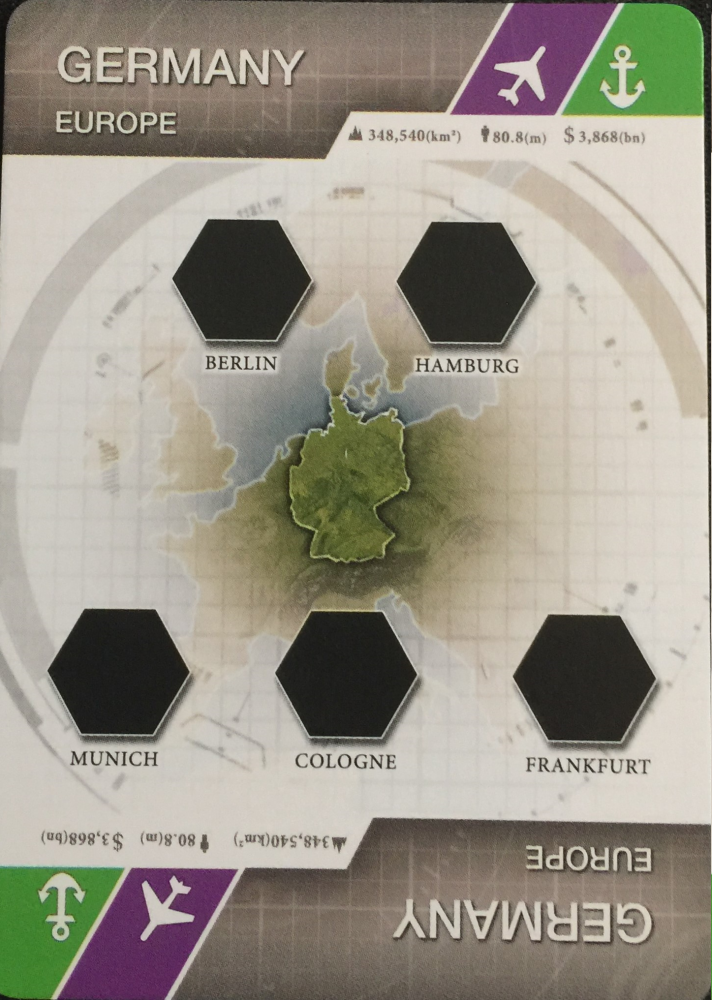 GERMANY
EUROPE
348,540(km²) 80.8(m) $3,868(bn)
BERLIN HAMBURG
MUNICH COLOGNE FRANKFURT
348,540(km²) 80.8(m) $3,868(bn)
EUROPE
GERMANY